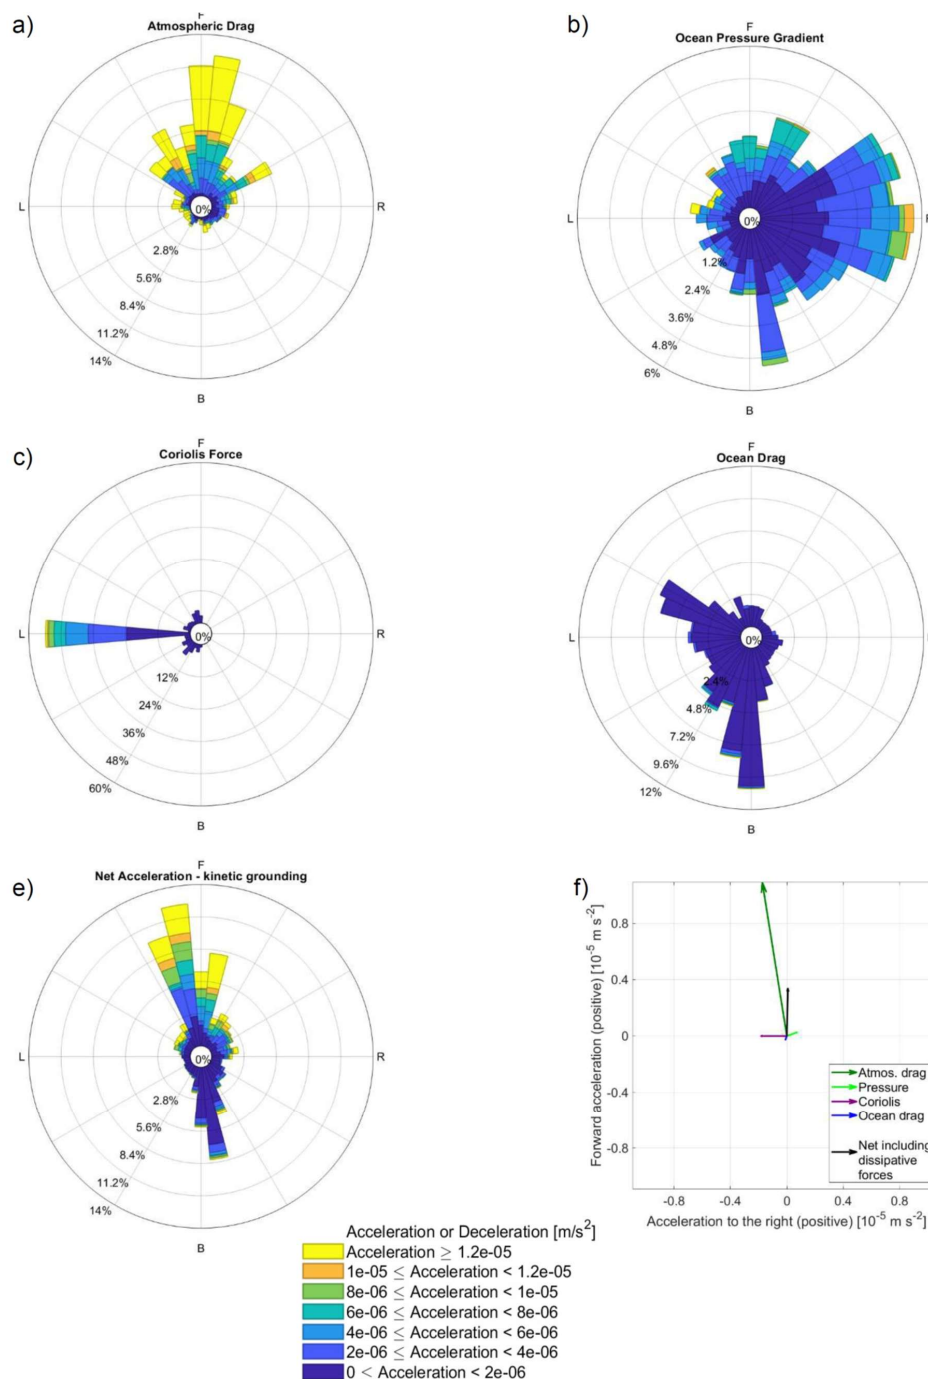 a)
F
Atmospheric Drag
L
R
0%
2.8%
5.6%
8.4%
11.2%
14%
B
b)
F
Ocean Pressure Gradient
L
0%
1.2%
2.4%
3.6%
4.8%
6%
B
c)
F
Coriolis Force
L
R
0%
12%
24%
36%
48%
60%
B
F
Ocean Drag
L
0%
2.4%
4.8%
7.2%
9.6%
12%
B
e)
F
Net Acceleration - kinetic grounding
L
R
0%
2.8%
5.6%
8.4%
11.2%
14%
B
f)
Forward acceleration (positive) [10⁻⁵ m s⁻²]
0.8
0.4
0
-0.4
-0.8
Atmos. drag
Pressure
Coriolis
Ocean drag
Net including
dissipative
forces
-0.8
-0.4
0
0.4
0.8
Acceleration to the right (positive) [10⁻⁵ m s⁻²]
Acceleration or Deceleration [m/s²]
Acceleration ≥ 1.2e-05
1e-05 ≤ Acceleration < 1.2e-05
8e-06 ≤ Acceleration < 1e-05
6e-06 ≤ Acceleration < 8e-06
4e-06 ≤ Acceleration < 6e-06
2e-06 ≤ Acceleration < 4e-06
0 < Acceleration < 2e-06